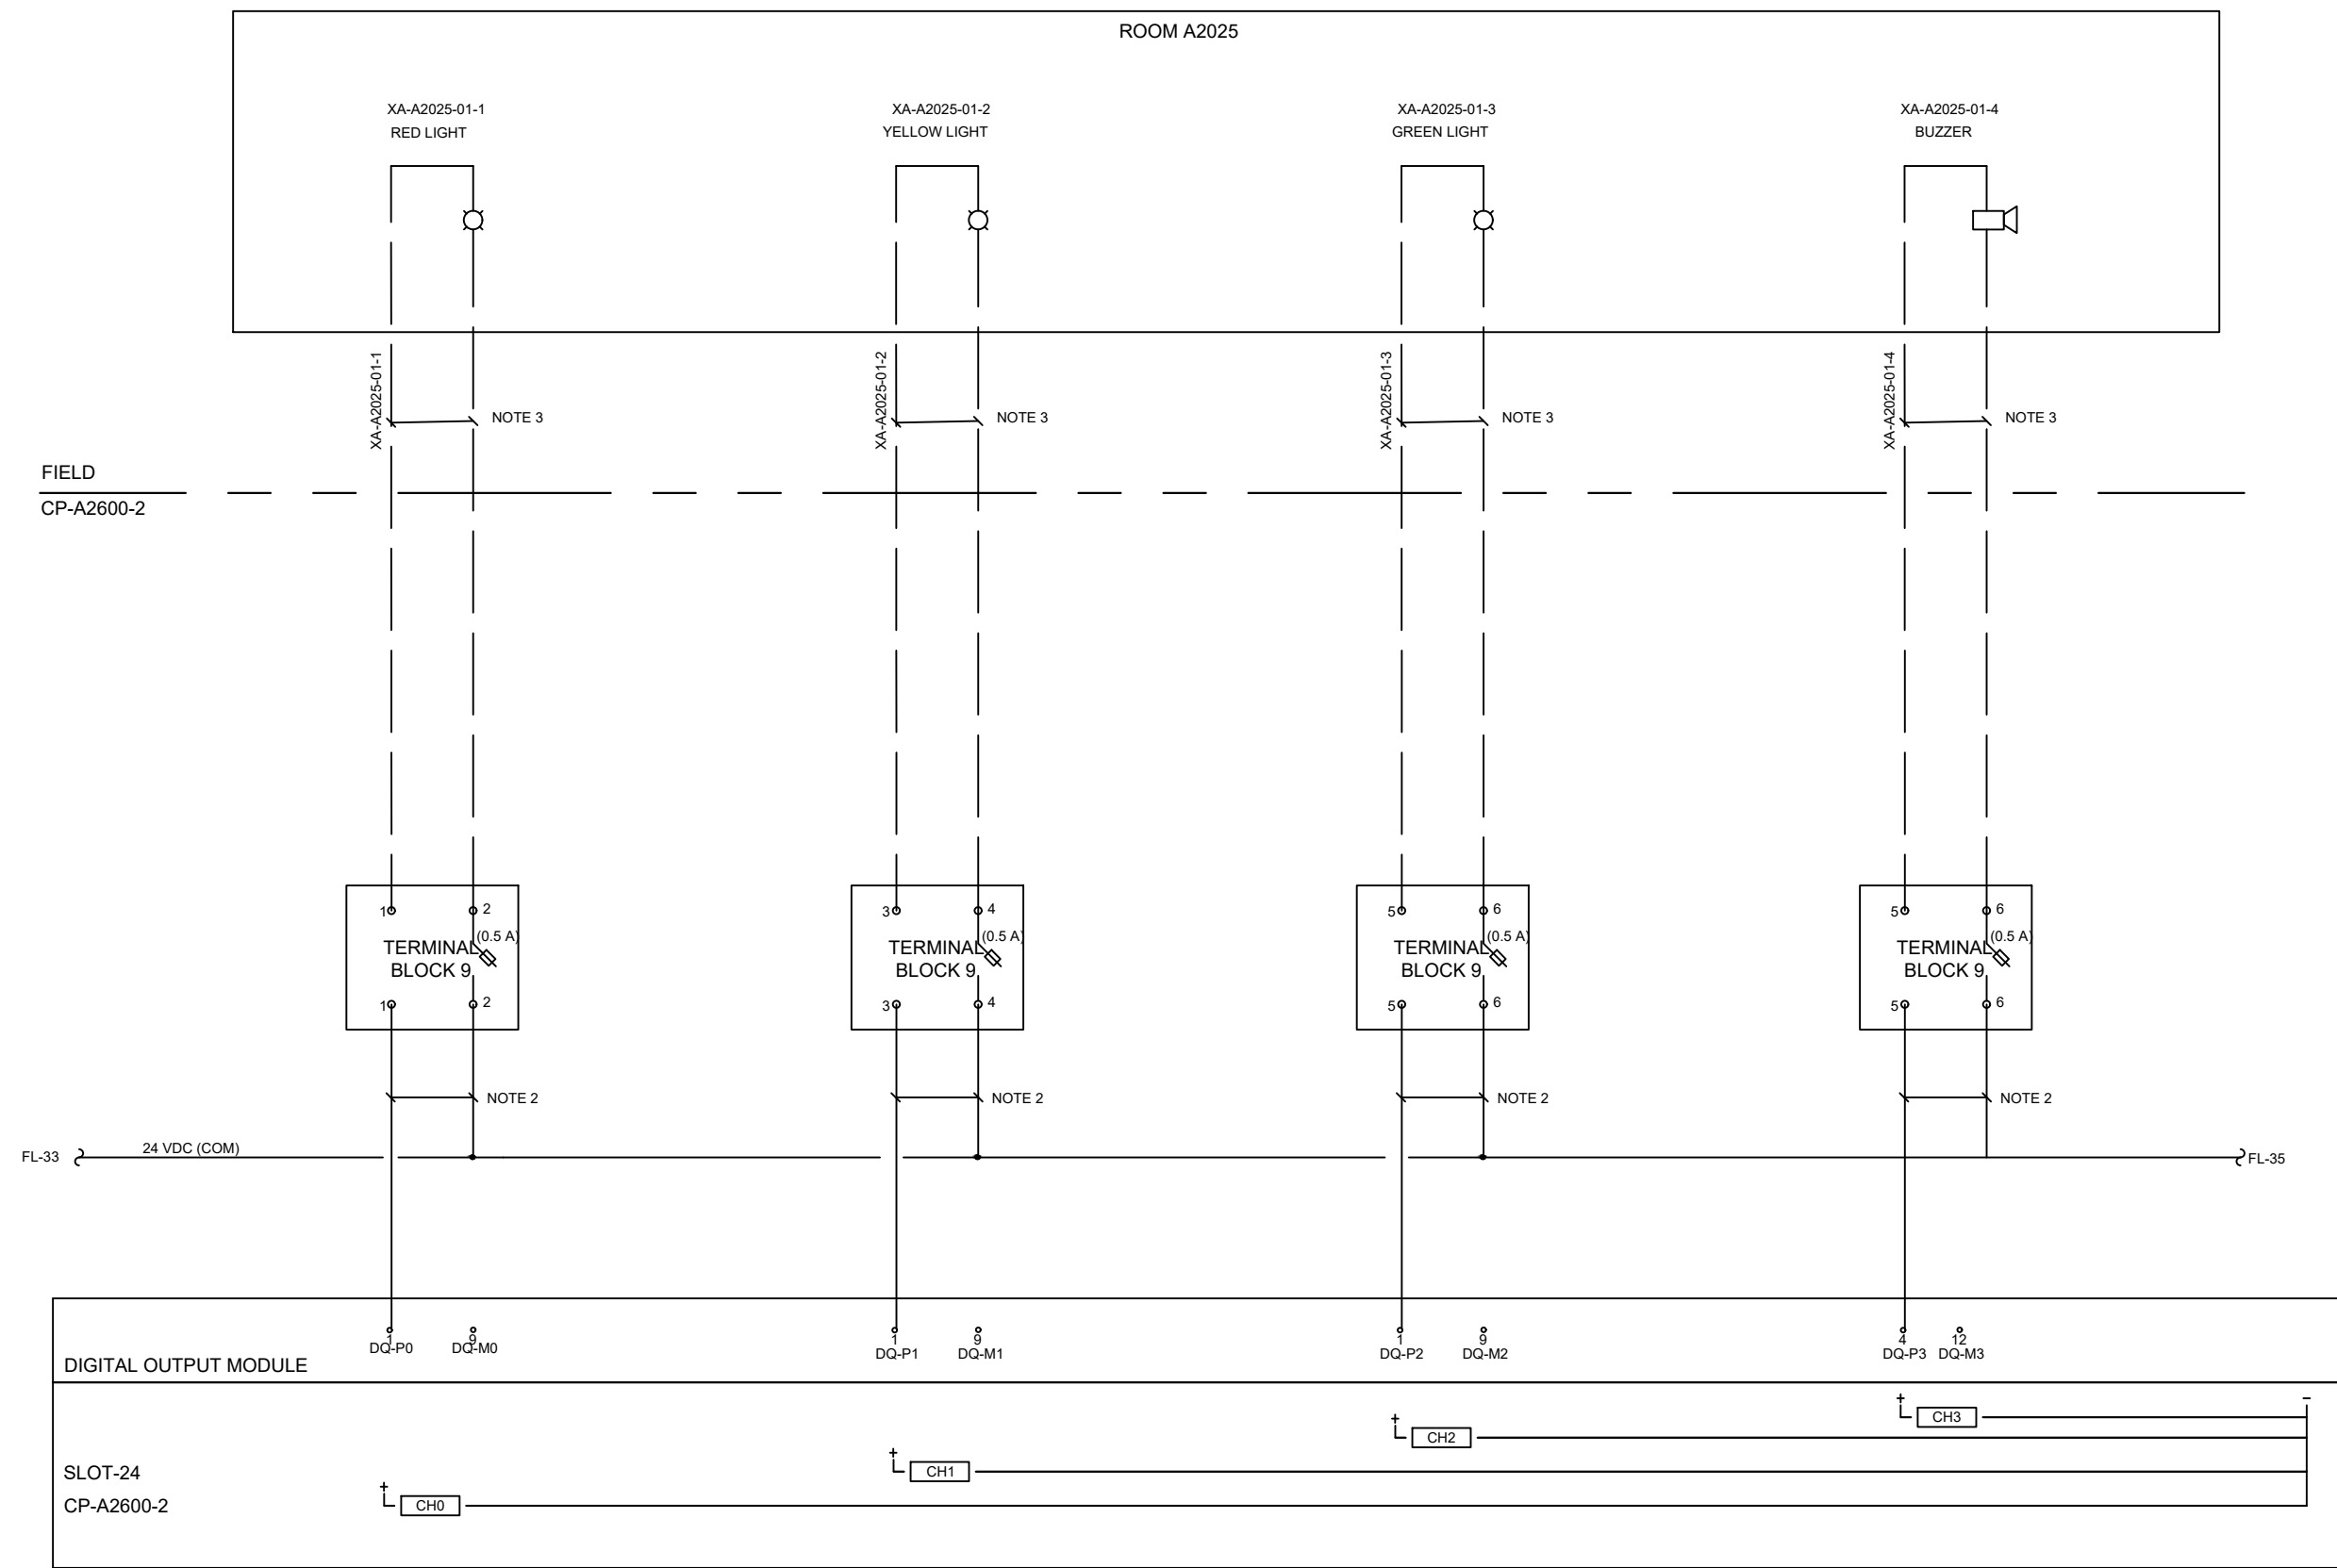 ROOM A2025
XA-A2025-01-1
RED LIGHT
XA-A2025-01-2
YELLOW LIGHT
XA-A2025-01-3
GREEN LIGHT
XA-A2025-01-4
BUZZER
XA-A2025-01-1
NOTE 3
XA-A2025-01-2
NOTE 3
XA-A2025-01-3
NOTE 3
XA-A2025-01-4
NOTE 3
FIELD
CP-A2600-2
1
2
(0.5 A)
TERMINAL
BLOCK 9
1
2
3
4
(0.5 A)
TERMINAL
BLOCK 9
3
4
5
6
(0.5 A)
TERMINAL
BLOCK 9
5
6
5
6
(0.5 A)
TERMINAL
BLOCK 9
5
6
NOTE 2
NOTE 2
NOTE 2
NOTE 2
FL-33
24 VDC (COM)
FL-35
1
DQ-P0
9
DQ-M0
1
DQ-P1
9
DQ-M1
1
DQ-P2
9
DQ-M2
4
DQ-P3
12
DQ-M3
DIGITAL OUTPUT MODULE
+
CH3
-
+
CH2
+
CH1
SLOT-24
+
CH0
CP-A2600-2